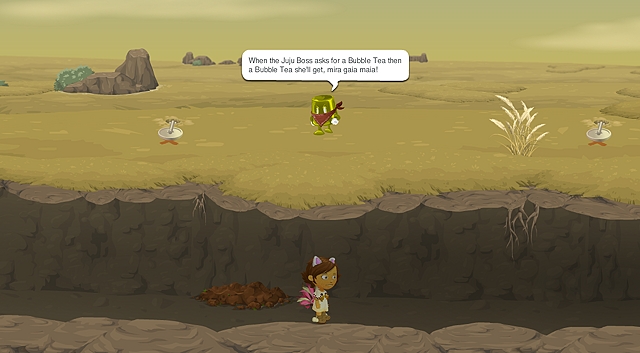 When the Juju Boss asks for a Bubble Tea then
a Bubble Tea she'll get, mira gaia maia!